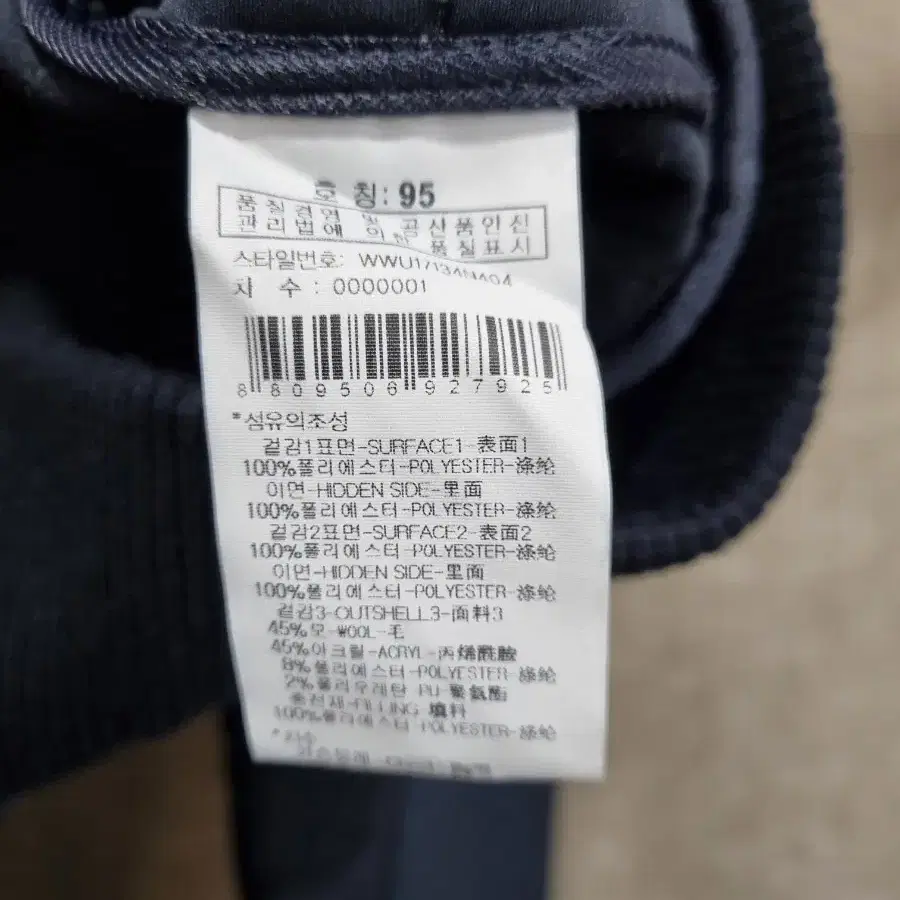 호 칭: 95
품질경영 및 공산품안전
관리법에 의한 품질표시
스타일번호:
차 수 : 0000001
8 809506 927925
*섬유의조성
겉감1표면-SURFACE1-表面1
100%폴리에스터-POLYESTER-涤纶
이면-HIDDEN SIDE-里面
100%폴리에스터-POLYESTER-涤纶
겉감2표면-SURFACE2-表面2
100%폴리에스터-POLYESTER-涤纶
이면-HIDDEN SIDE-里面
100%폴리에스터-POLYESTER-涤纶
겉감3-OUTSHELL3-面料3
45%모-WOOL-毛
45%아크릴-ACRYL-丙烯酰胺
8%폴리에스터-POLYESTER-涤纶
2%폴리우레탄-PU-聚氨酯
충전재-FILLING 填料
100%폴리에스터-POLYESTER-涤纶
*치수